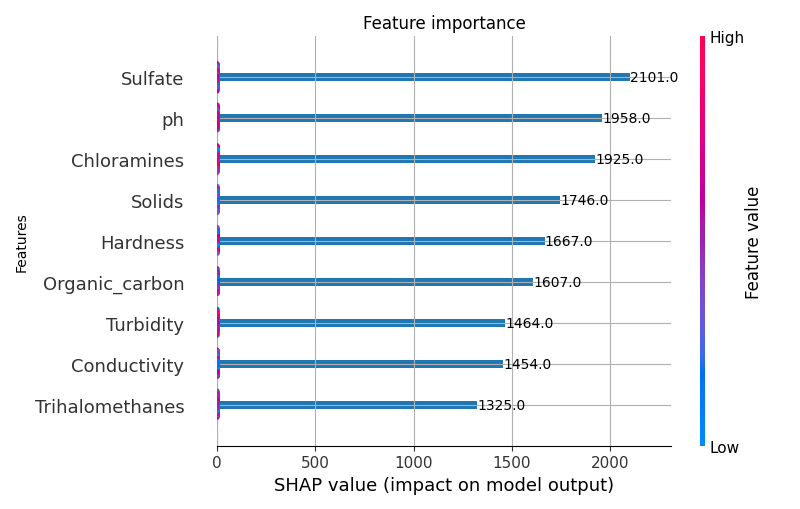 Feature importance
High
Sulfate 2101.0
ph 1958.0
Chloramines 1925.0
Solids 1746.0
Hardness 1667.0
Organic_carbon 1607.0
Turbidity 1464.0
Conductivity 1454.0
Trihalomethanes 1325.0
Features
Feature value
Low
0 500 1000 1500 2000
SHAP value (impact on model output)